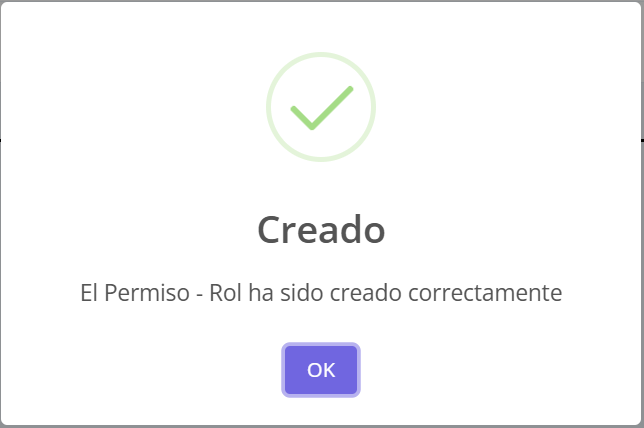 Creado
El Permiso - Rol ha sido creado correctamente
OK